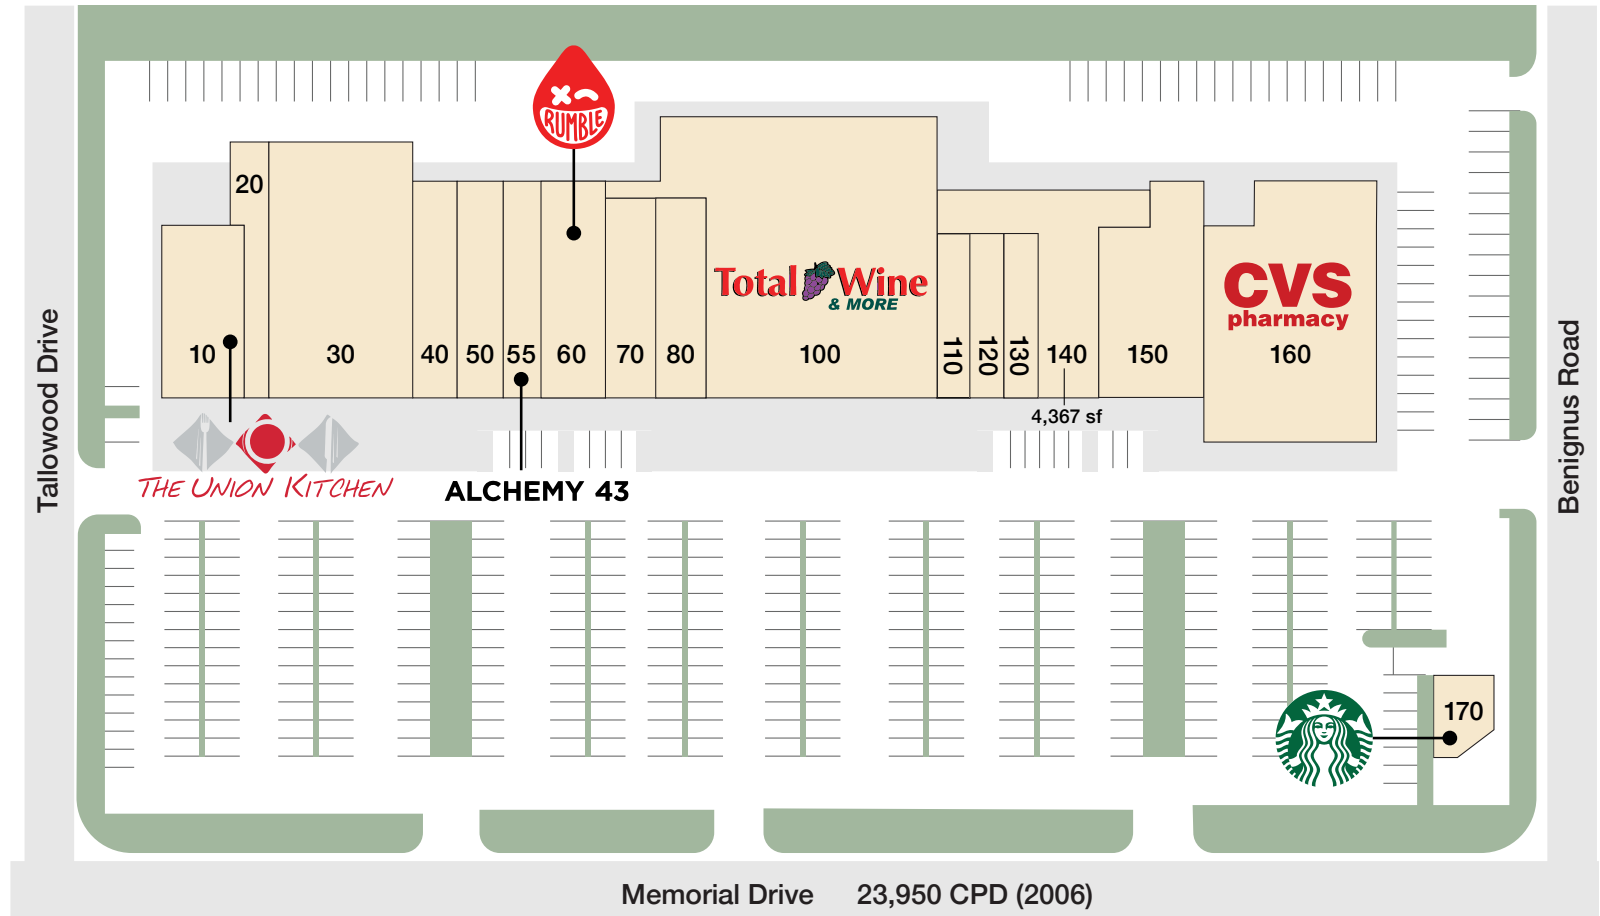 RUMBLE
20
Total Wine
& MORE
CVS
pharmacy
10
30
40
50
55
60
70
80
100
110
120
130
140
150
160
4,367 sf
THE UNION KITCHEN
ALCHEMY 43
Tallowood Drive
Benignus Road
170
Memorial Drive 23,950 CPD (2006)